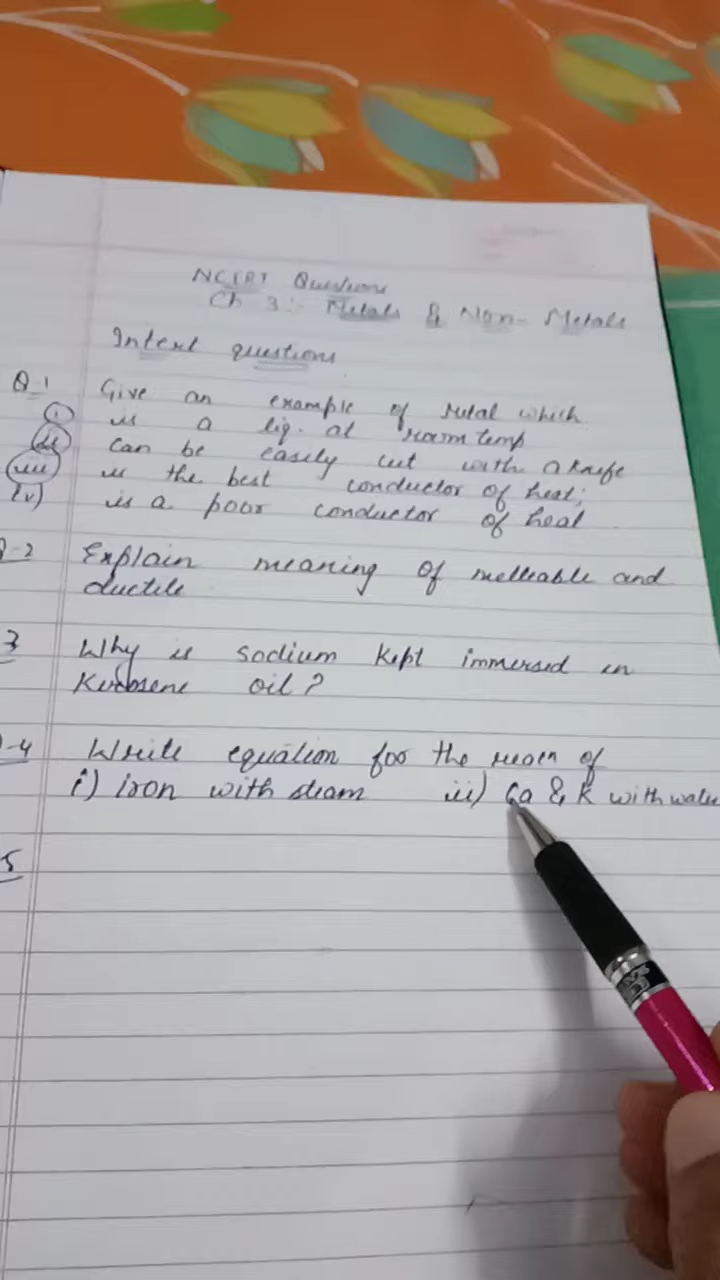 NCERT Questions
Ch 3:- Metals & Non-Metals
Intext questions
Q-1 Give an example of metal which
i is a liq. at room temp
ii can be easily cut with a knife
iii is the best conductor of heat;
iv) is a poor conductor of heat
Q-2 Explain meaning of melleable and
ductile
3 Why is sodium kept immersed in
Kerosene oil?
Q-4 Write equation for the reacn of
i) iron with steam ii) Ca & K with water
5